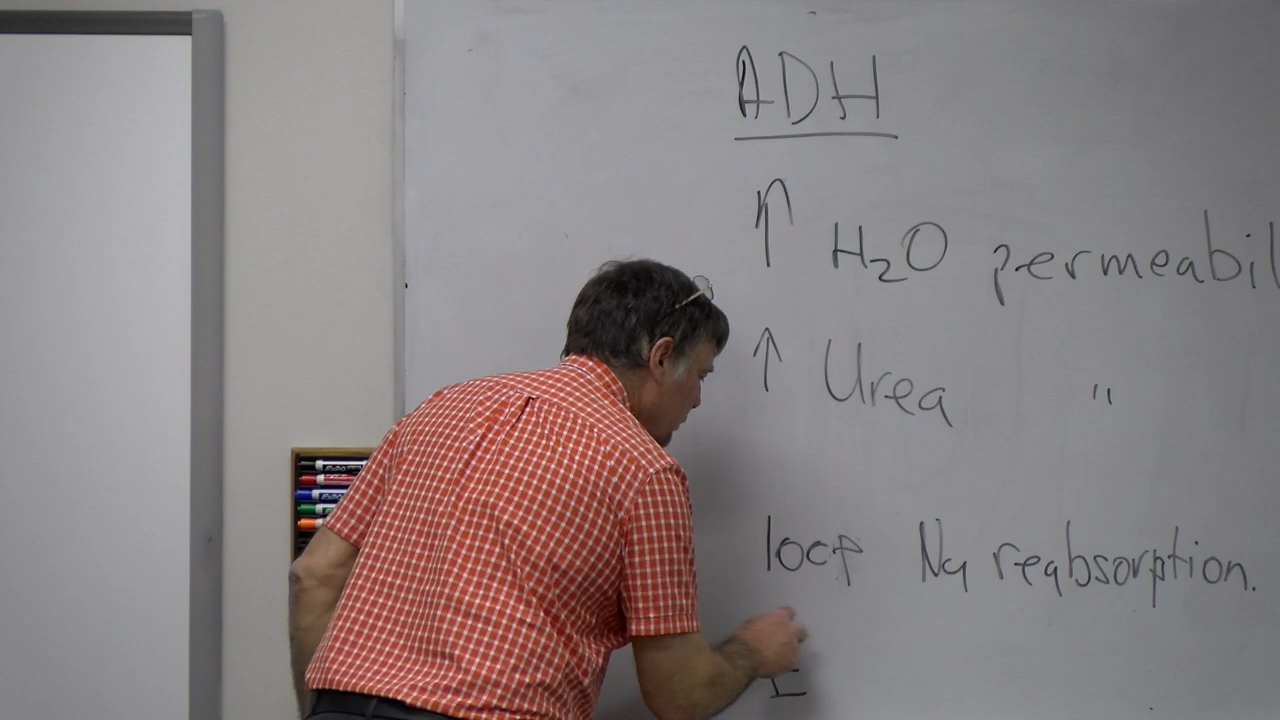 ADH
↑ H₂O permeabil
↑ Urea "
loop Na reabsorption.